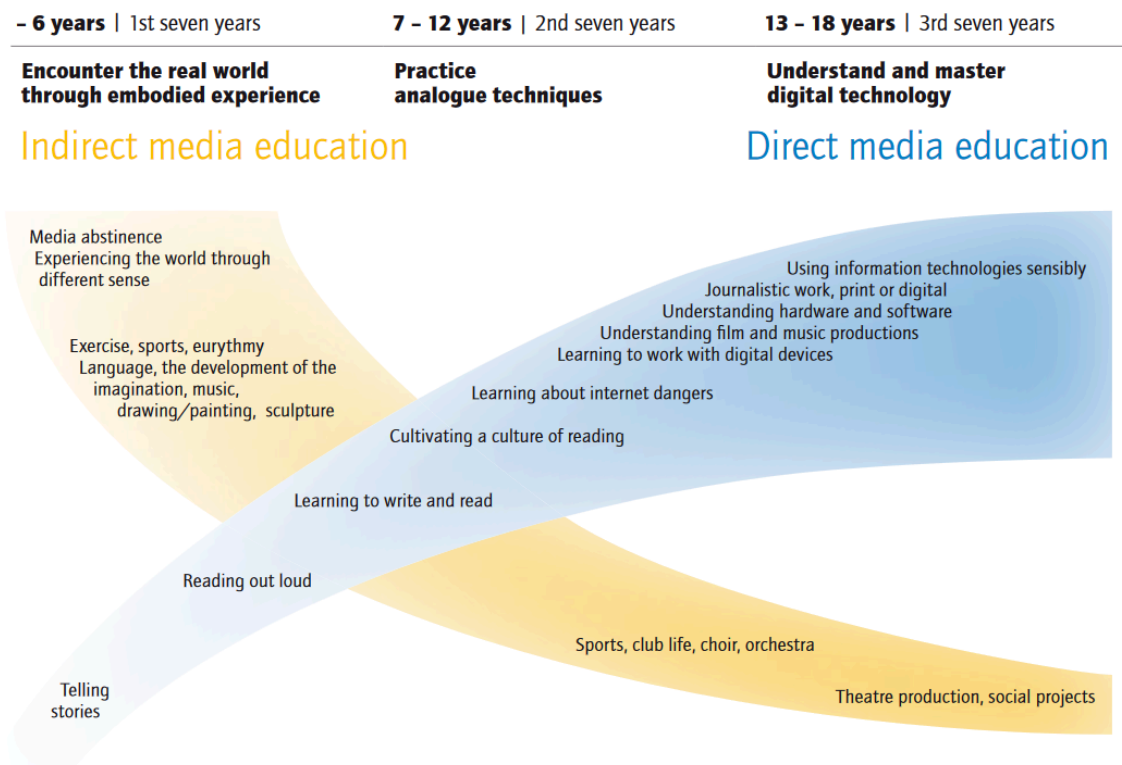 – 6 years | 1st seven years
7 – 12 years | 2nd seven years
13 – 18 years | 3rd seven years
Encounter the real world
through embodied experience
Practice
analogue techniques
Understand and master
digital technology
Indirect media education
Direct media education
Media abstinence
Experiencing the world through
different sense
Exercise, sports, eurythmy
Language, the development of the
imagination, music,
drawing/painting, sculpture
Using information technologies sensibly
Journalistic work, print or digital
Understanding hardware and software
Understanding film and music productions
Learning to work with digital devices
Learning about internet dangers
Cultivating a culture of reading
Learning to write and read
Reading out loud
Telling
stories
Sports, club life, choir, orchestra
Theatre production, social projects